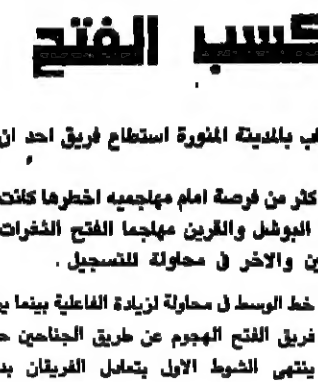 كسب الفتح
بالمدينة المنورة استطاع فريق احد ان
كثر من فرصة امام مهاجميه اخطرها كانت
البوشل والقرين مهاجما الفتح الثغرات
ين والاخر في محاولة للتسجيل .
خط الوسط في محاولة لزيادة الفاعلية بينما
فريق الفتح الهجوم عن طريق الجناحين
ينتهي الشوط الاول بتعادل الفريقان